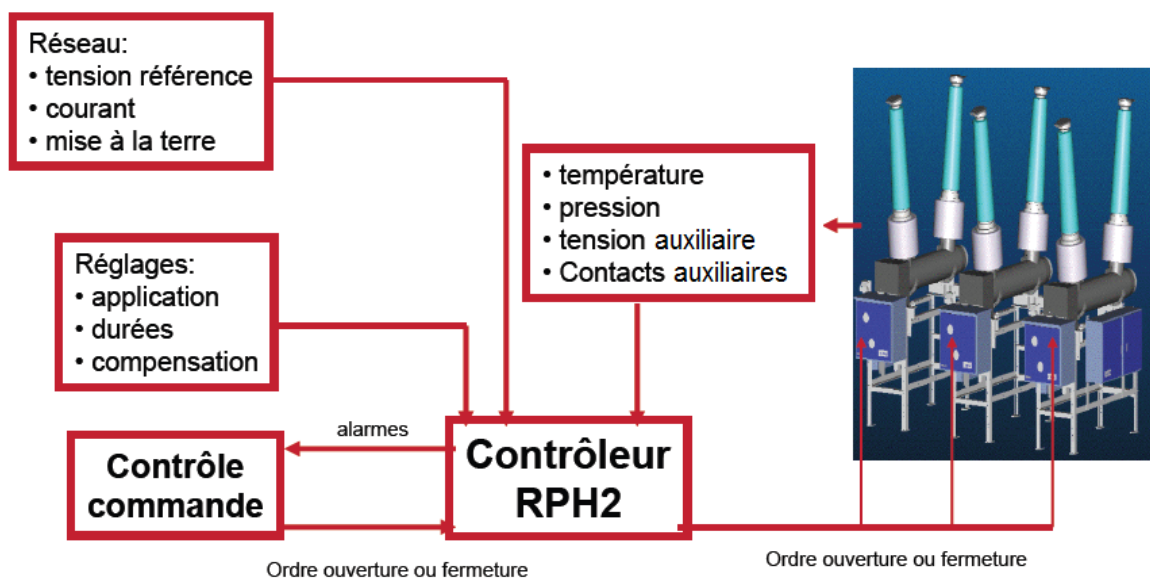 Réseau:
• tension référence
• courant
• mise à la terre
• température
• pression
• tension auxiliaire
• Contacts auxiliaires
Réglages:
• application
• durées
• compensation
alarmes
Contrôle
commande
Contrôleur
RPH2
Ordre ouverture ou fermeture
Ordre ouverture ou fermeture